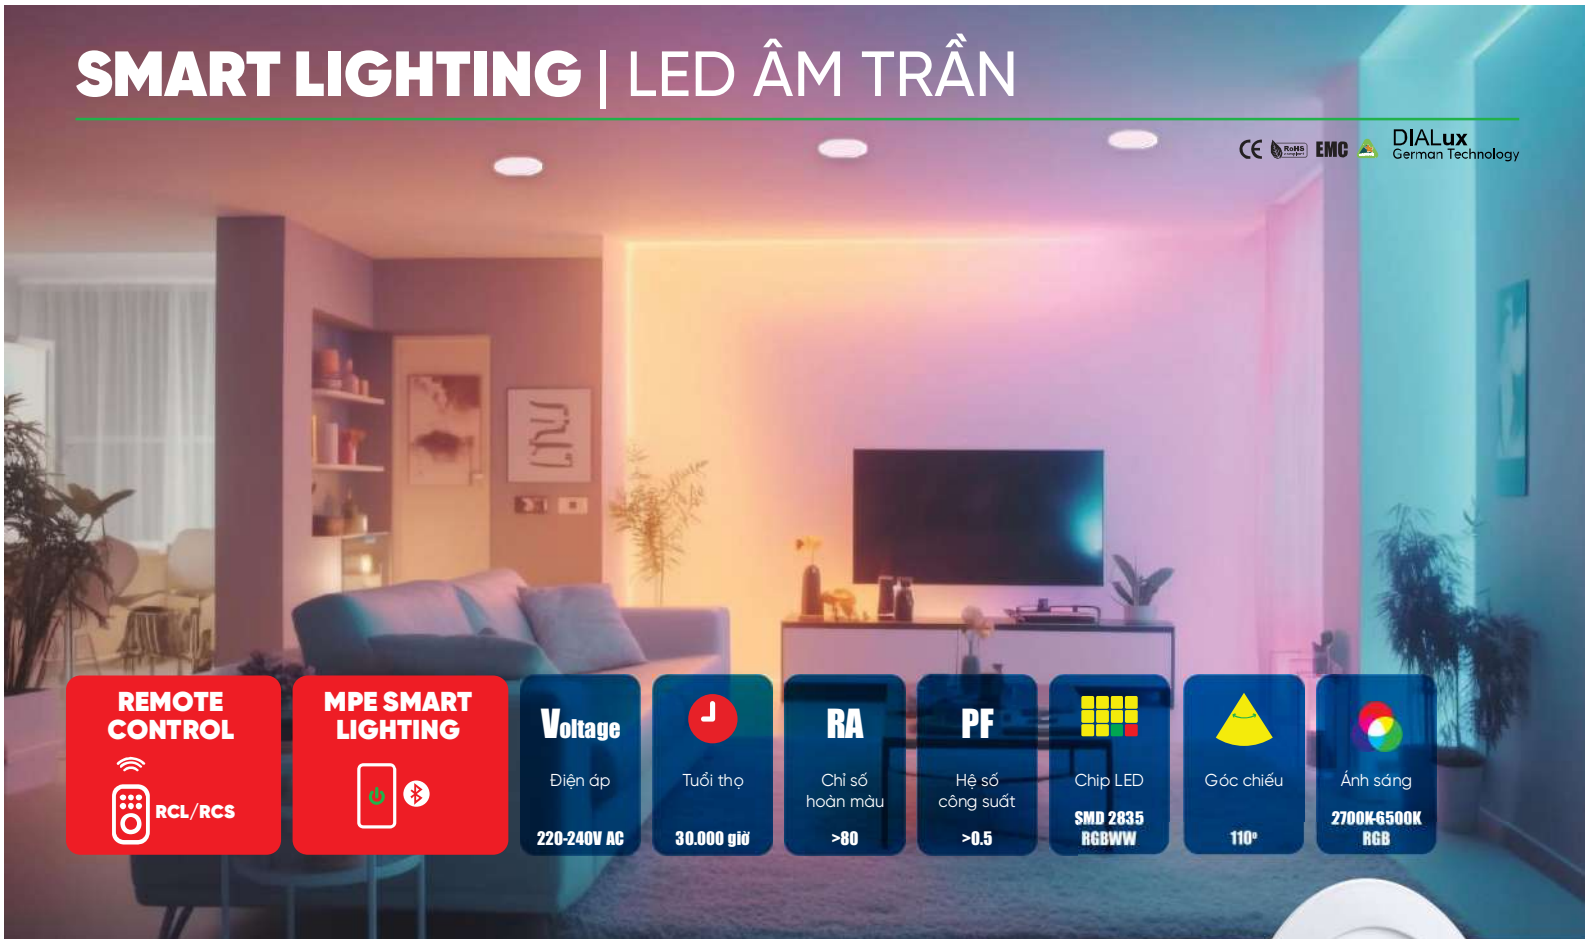 SMART LIGHTING | LED ÂM TRẦN
CE RoHS EMC
DIALux
German Technology
REMOTE
CONTROL
RCL/RCS
MPE SMART
LIGHTING
Voltage
Điện áp
220-240V AC
Tuổi thọ
30.000 giờ
RA
Chỉ số
hoàn màu
>80
PF
Hệ số
công suất
>0.5
Chip LED
SMD 2835
RGBWW
Góc chiếu
110°
Ánh sáng
2700K-6500K
RGB